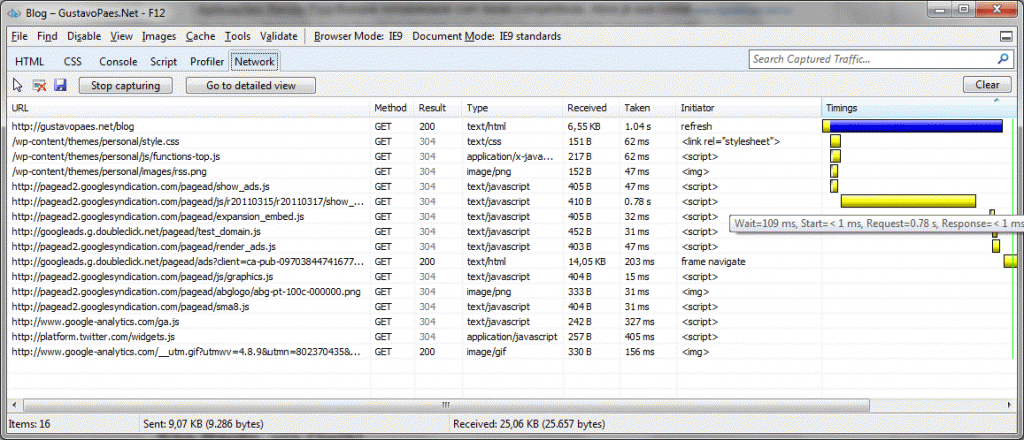 Blog – GustavoPaes.Net - F12
File Find Disable View Images Cache Tools Validate Browser Mode: IE9 Document Mode: IE9 standards
HTML CSS Console Script Profiler Network Search Captured Traffic...
Stop capturing Go to detailed view Clear
URL Method Result Type Received Taken Initiator Timings
http://gustavopaes.net/blog GET 200 text/html 6,55 KB 1.04 s refresh
/wp-content/themes/personal/style.css GET 304 text/css 151 B 62 ms <link rel="stylesheet">
/wp-content/themes/personal/js/functions-top.js GET 304 application/x-java... 217 B 62 ms <script>
/wp-content/themes/personal/images/rss.png GET 304 image/png 152 B 47 ms <img>
http://pagead2.googlesyndication.com/pagead/show_ads.js GET 304 text/javascript 405 B 47 ms <script>
http://pagead2.googlesyndication.com/pagead/js/r20110315/r20110317/show_... GET 304 text/javascript 410 B 0.78 s <script>
http://pagead2.googlesyndication.com/pagead/expansion_embed.js GET 304 text/javascript 405 B 32 ms <script>
Wait=109 ms, Start=< 1 ms, Request=0.78 s, Response=< 1 ms
http://googleads.g.doubleclick.net/pagead/test_domain.js GET 304 text/javascript 452 B 31 ms <script>
http://pagead2.googlesyndication.com/pagead/render_ads.js GET 304 text/javascript 403 B 47 ms <script>
http://googleads.g.doubleclick.net/pagead/ads?client=ca-pub-09703844741677... GET 200 text/html 14,05 KB 203 ms frame navigate
http://pagead2.googlesyndication.com/pagead/js/graphics.js GET 304 text/javascript 404 B 15 ms <script>
http://pagead2.googlesyndication.com/pagead/abglogo/abg-pt-100c-000000.png GET 304 image/png 333 B 31 ms <img>
http://pagead2.googlesyndication.com/pagead/sma8.js GET 304 text/javascript 404 B 31 ms <script>
http://www.google-analytics.com/ga.js GET 304 text/javascript 242 B 327 ms <script>
http://platform.twitter.com/widgets.js GET 304 application/javascript 257 B 405 ms <script>
http://www.google-analytics.com/__utm.gif?utmwv=4.8.9&utmn=802370435&... GET 200 image/gif 330 B 156 ms <img>
Items: 16 Sent: 9,07 KB (9.286 bytes) Received: 25,06 KB (25.657 bytes)